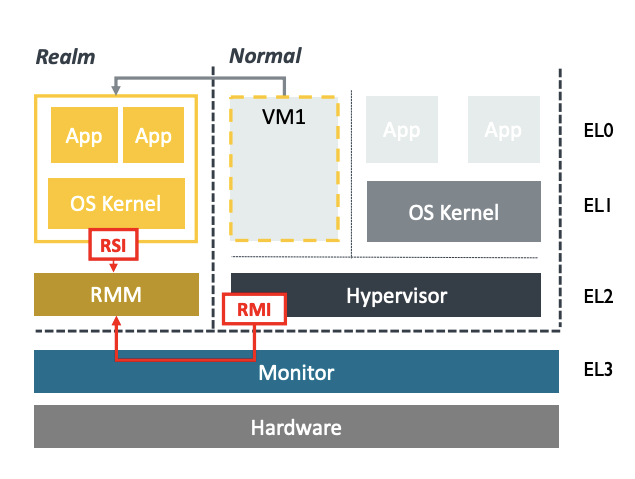 Realm
Normal
App
App
VM1
App
App
EL0
OS Kernel
OS Kernel
EL1
RSI
RMM
RMI
Hypervisor
EL2
Monitor
EL3
Hardware